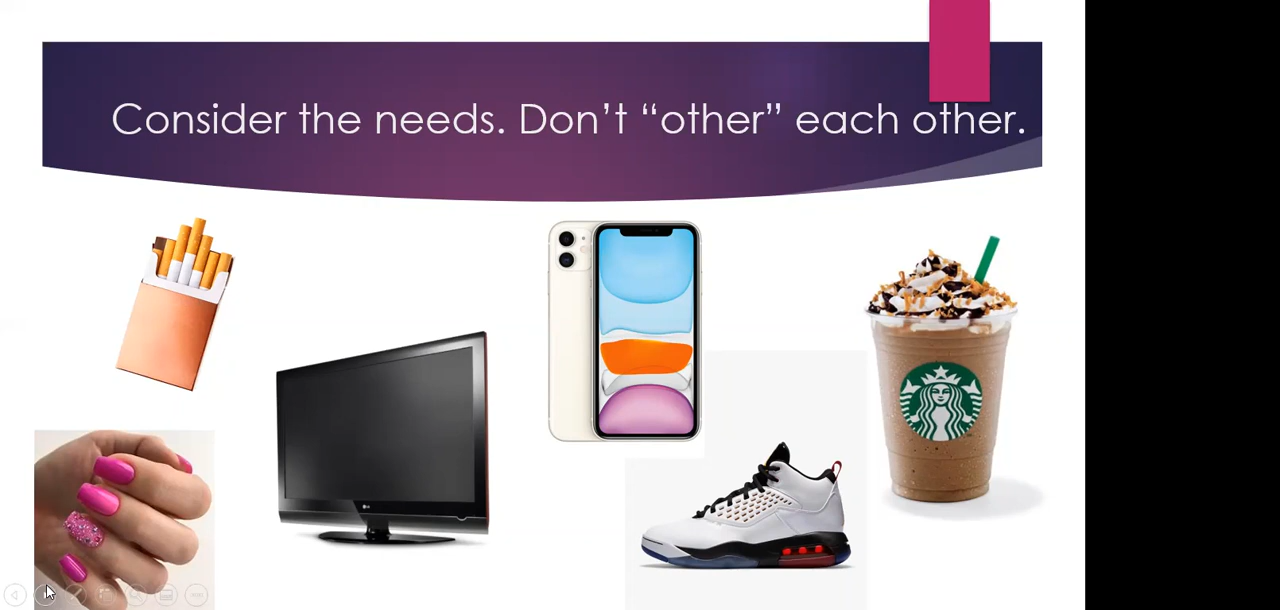 Consider the needs. Don’t “other” each other.